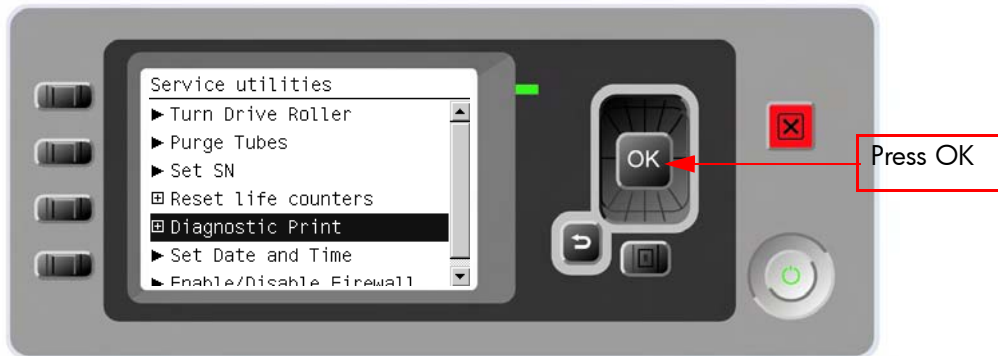 Service utilities
▶ Turn Drive Roller
▶ Purge Tubes
▶ Set SN
⊞ Reset life counters
⊞ Diagnostic Print
▶ Set Date and Time
▶ Enable/Disable Firewall
OK
Press OK